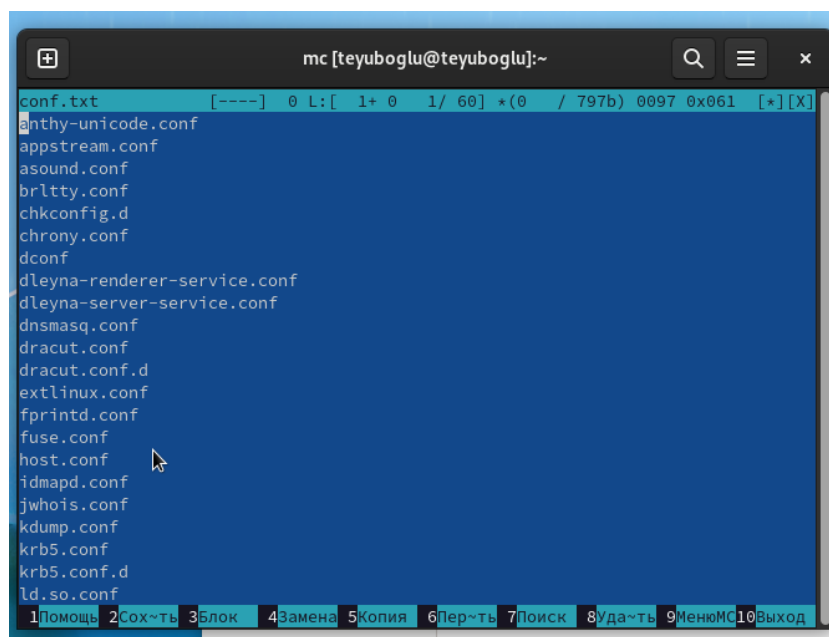 mc [teyuboglu@teyuboglu]:~
conf.txt [----] 0 L:[ 1+ 0 1/ 60] *(0 / 797b) 0097 0x061 [*][X]
anthy-unicode.conf
appstream.conf
asound.conf
brltty.conf
chkconfig.d
chrony.conf
dconf
dleyna-renderer-service.conf
dleyna-server-service.conf
dnsmasq.conf
dracut.conf
dracut.conf.d
extlinux.conf
fprintd.conf
fuse.conf
host.conf
idmapd.conf
jwhois.conf
kdump.conf
krb5.conf
krb5.conf.d
ld.so.conf
1Помощь 2Сох~ть 3Блок 4Замена 5Копия 6Пер~ть 7Поиск 8Уда~ть 9МенюMC10Выход